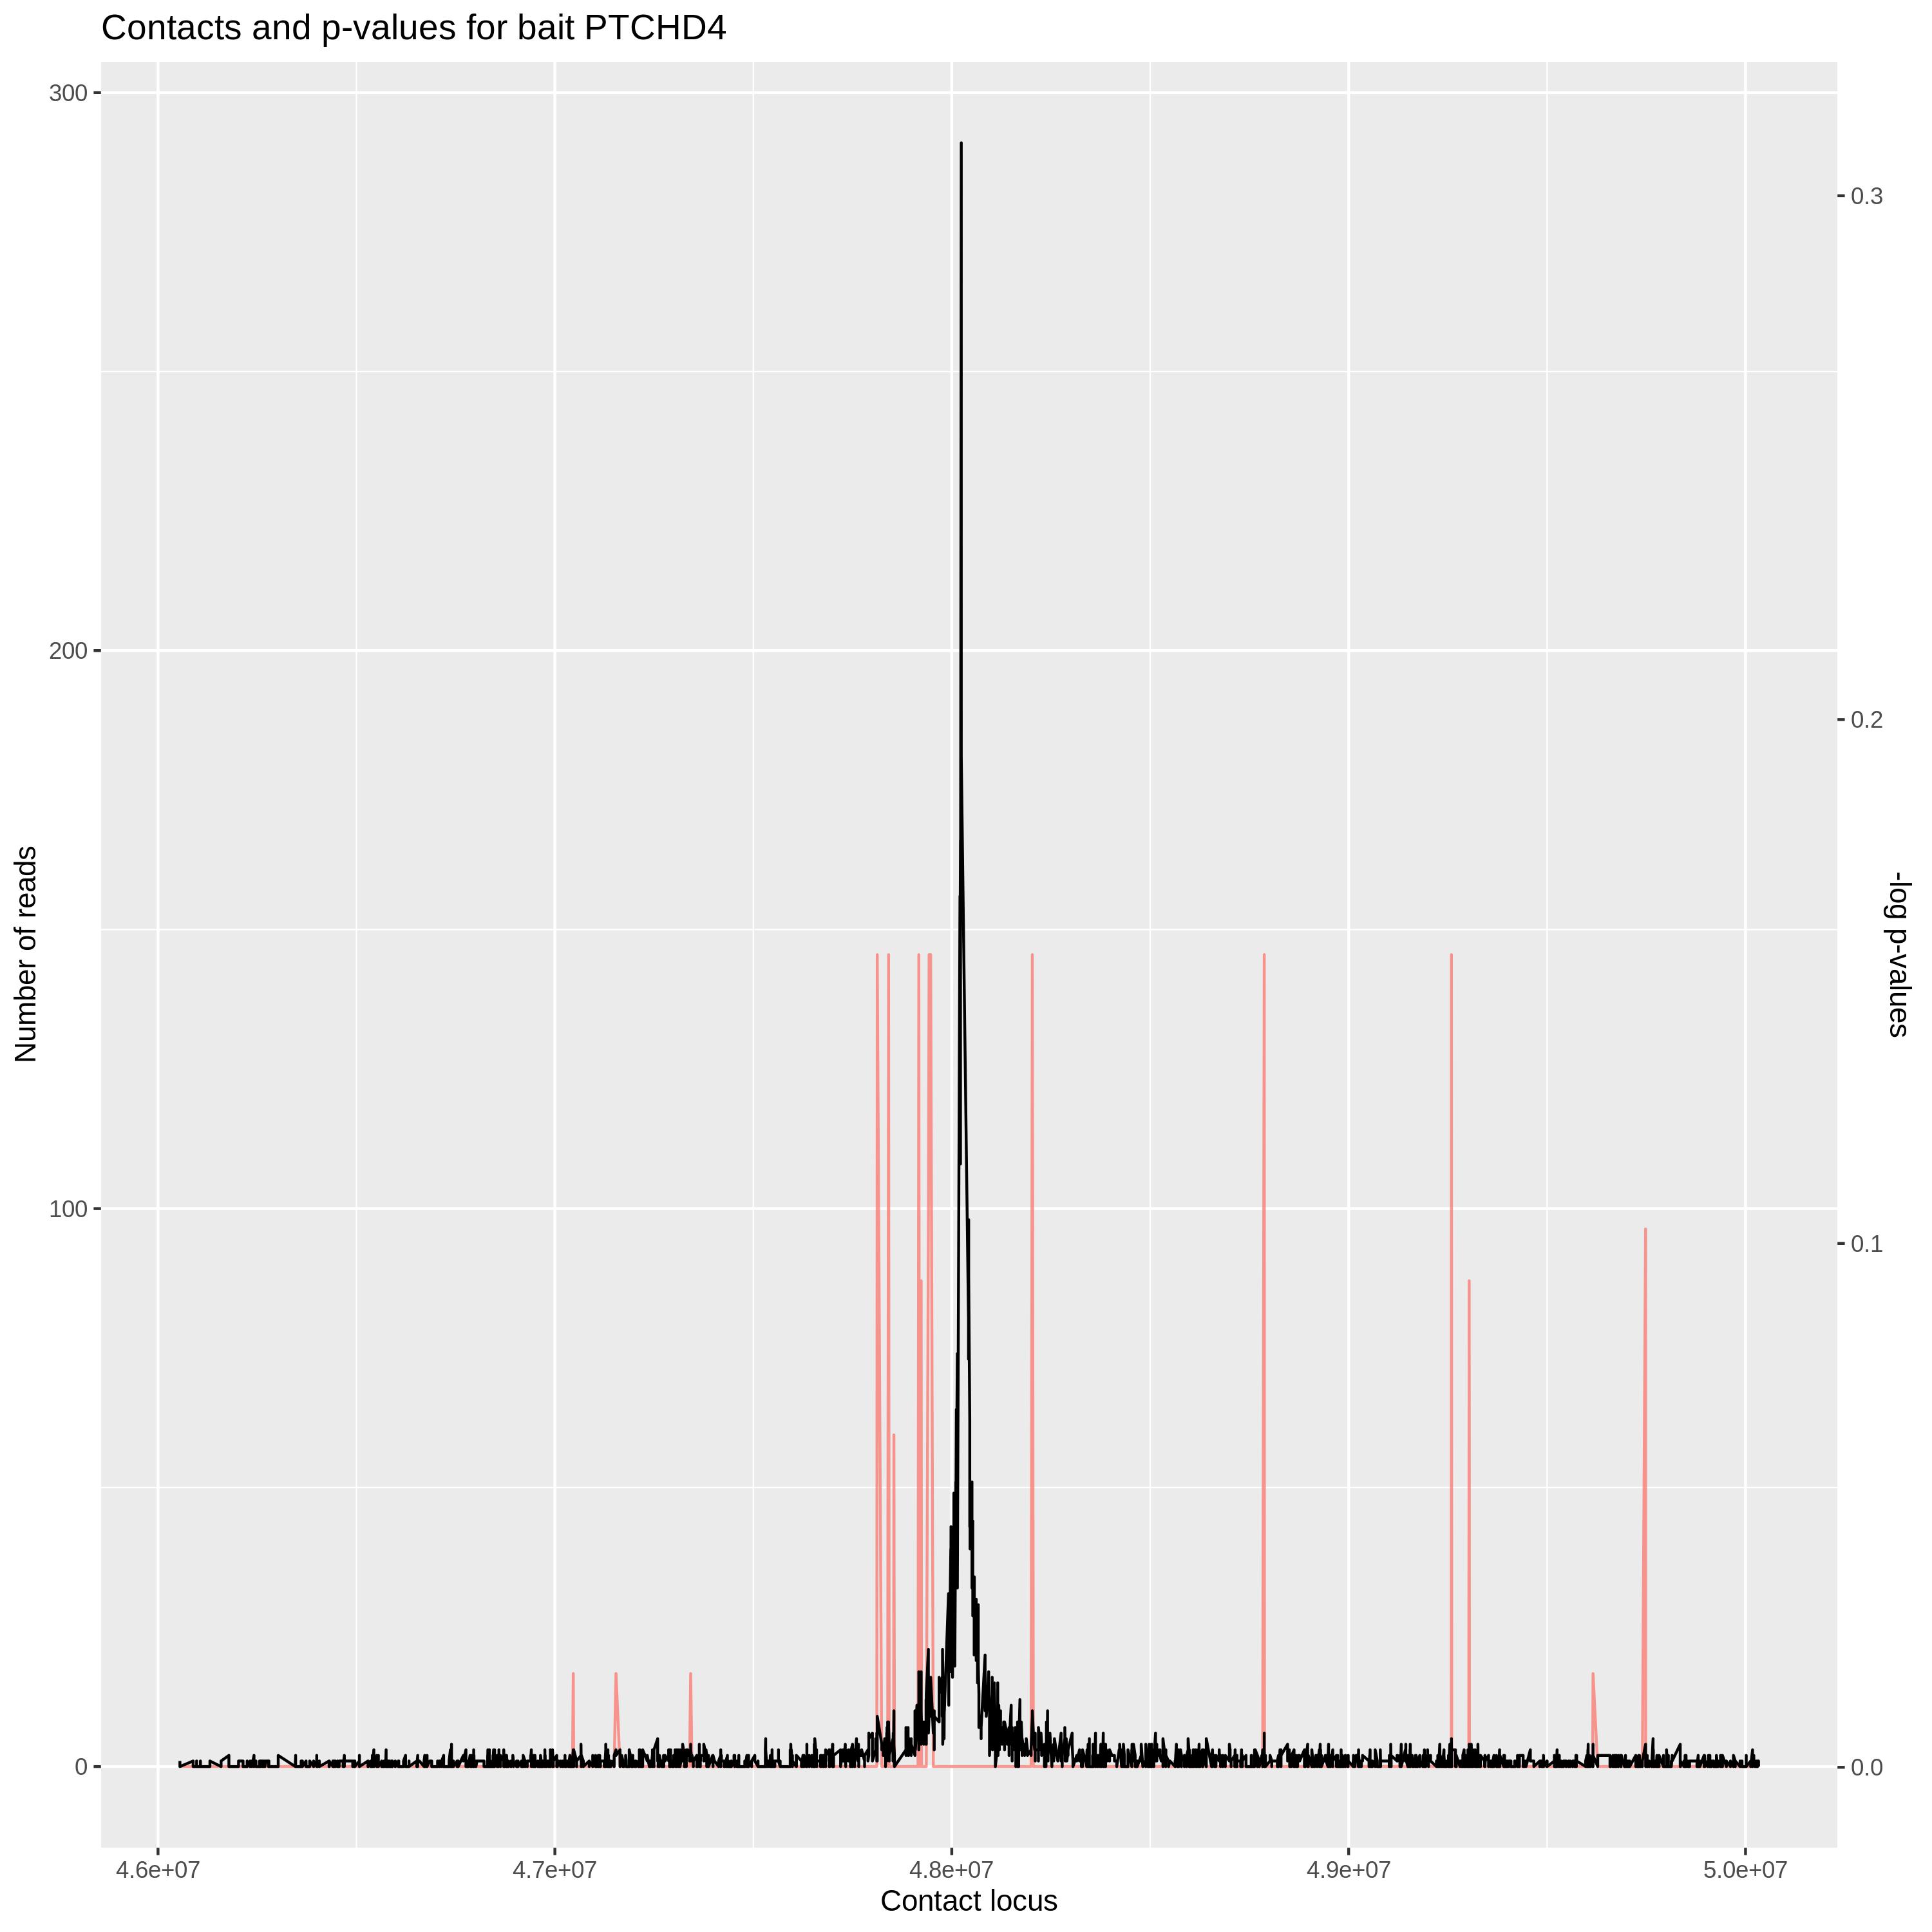 Contacts and p-values for bait PTCHD4
300
200
100
0
Number of reads
0.3
0.2
0.1
0.0
-log p-values
4.6e+07 4.7e+07 4.8e+07 4.9e+07 5.0e+07
Contact locus